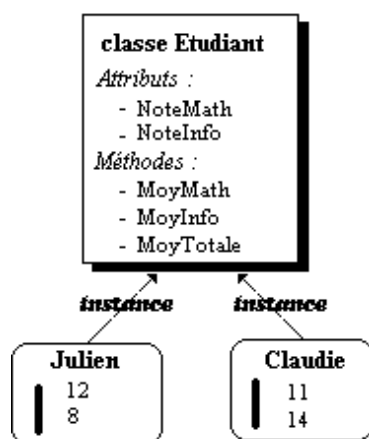 classe Etudiant
Attributs :
- NoteMath
- NoteInfo
Méthodes :
- MoyMath
- MoyInfo
- MoyTotale
instance instance
Julien
12
8
Claudie
11
14